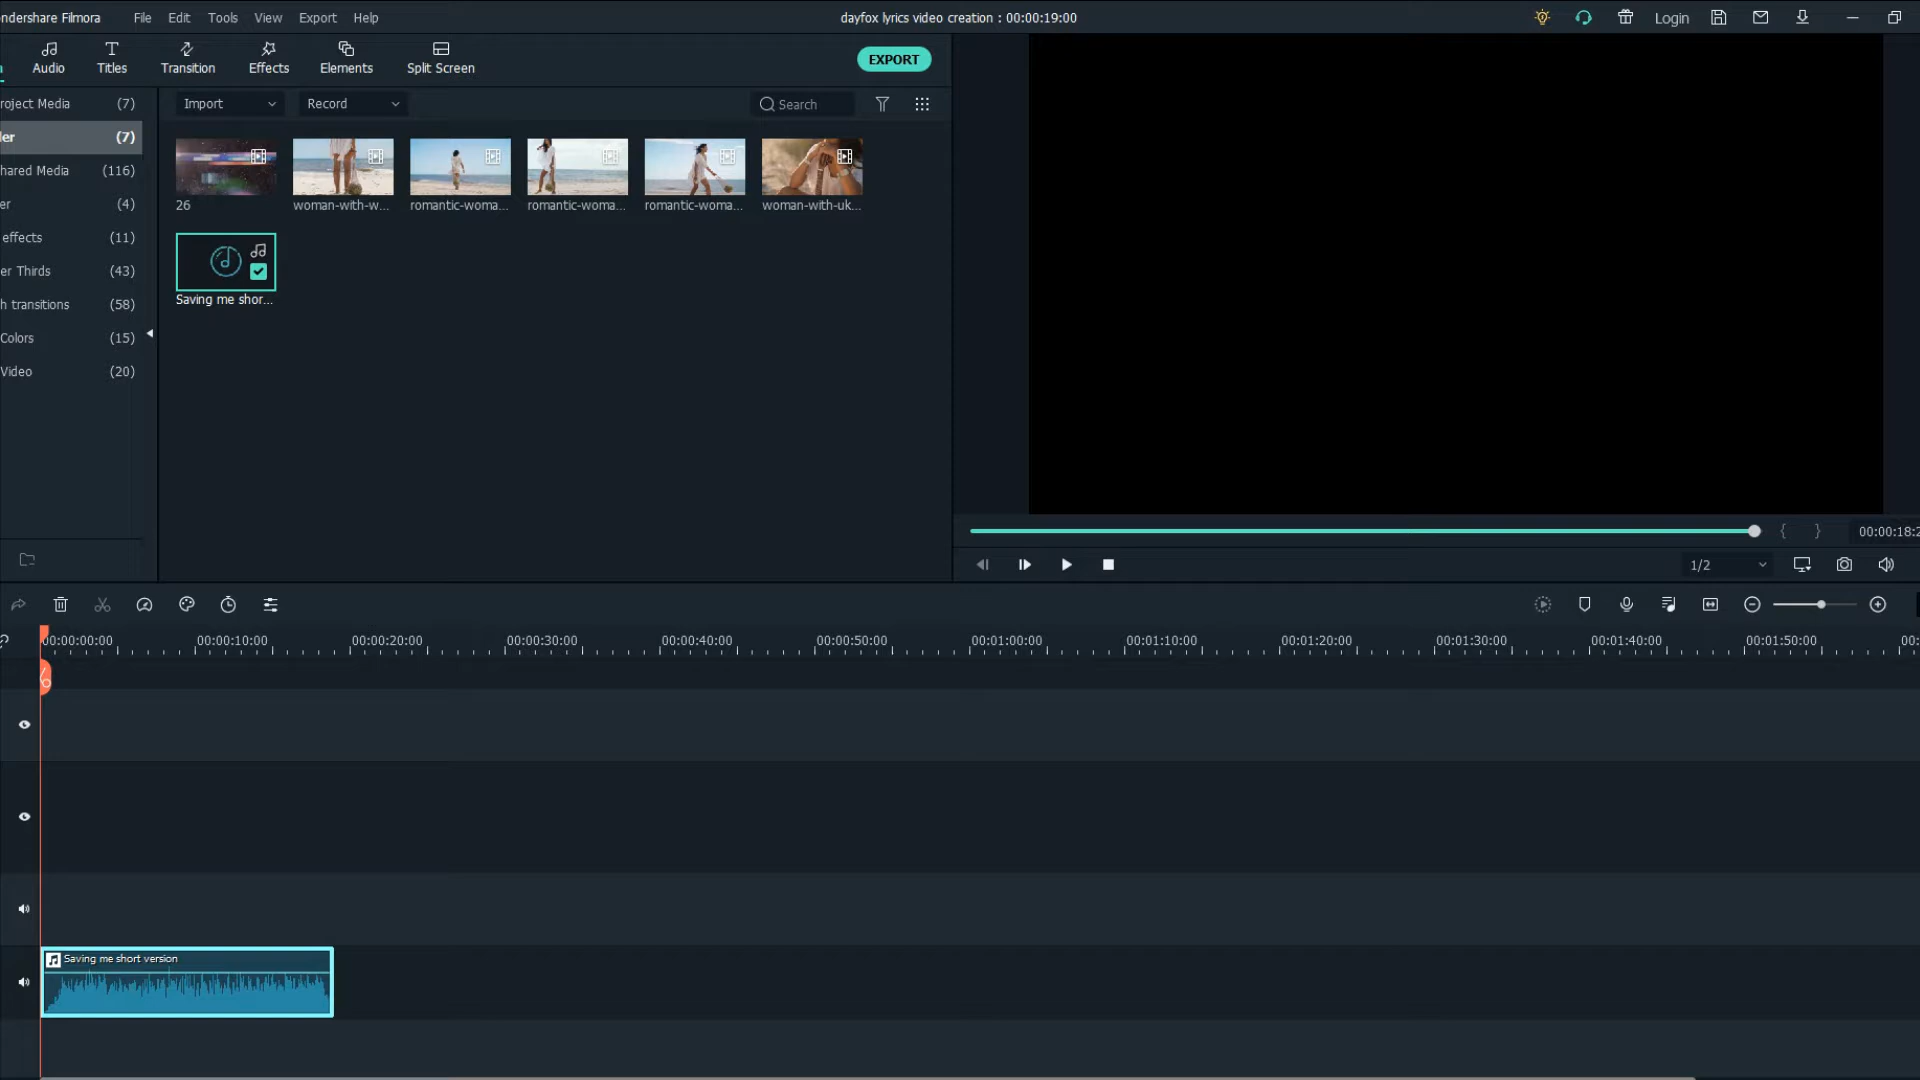 ndershare Filmora File Edit Tools View Export Help dayfox lyrics video creation : 00:00:19:00 Login
Audio Titles Transition Effects Elements Split Screen EXPORT
roject Media (7) Import Record Search
ler (7)
hared Media (116)
er (4)
effects (11)
er Thirds (43)
h transitions (58)
Colors (15)
Video (20)
26 woman-with-w... romantic-woma... romantic-woma... romantic-woma... woman-with-uk...
Saving me shor...
{ } 00:00:18:2
1/2
00:00:00:00 00:00:10:00 00:00:20:00 00:00:30:00 00:00:40:00 00:00:50:00 00:01:00:00 00:01:10:00 00:01:20:00 00:01:30:00 00:01:40:00 00:01:50:00 00:
Saving me short version